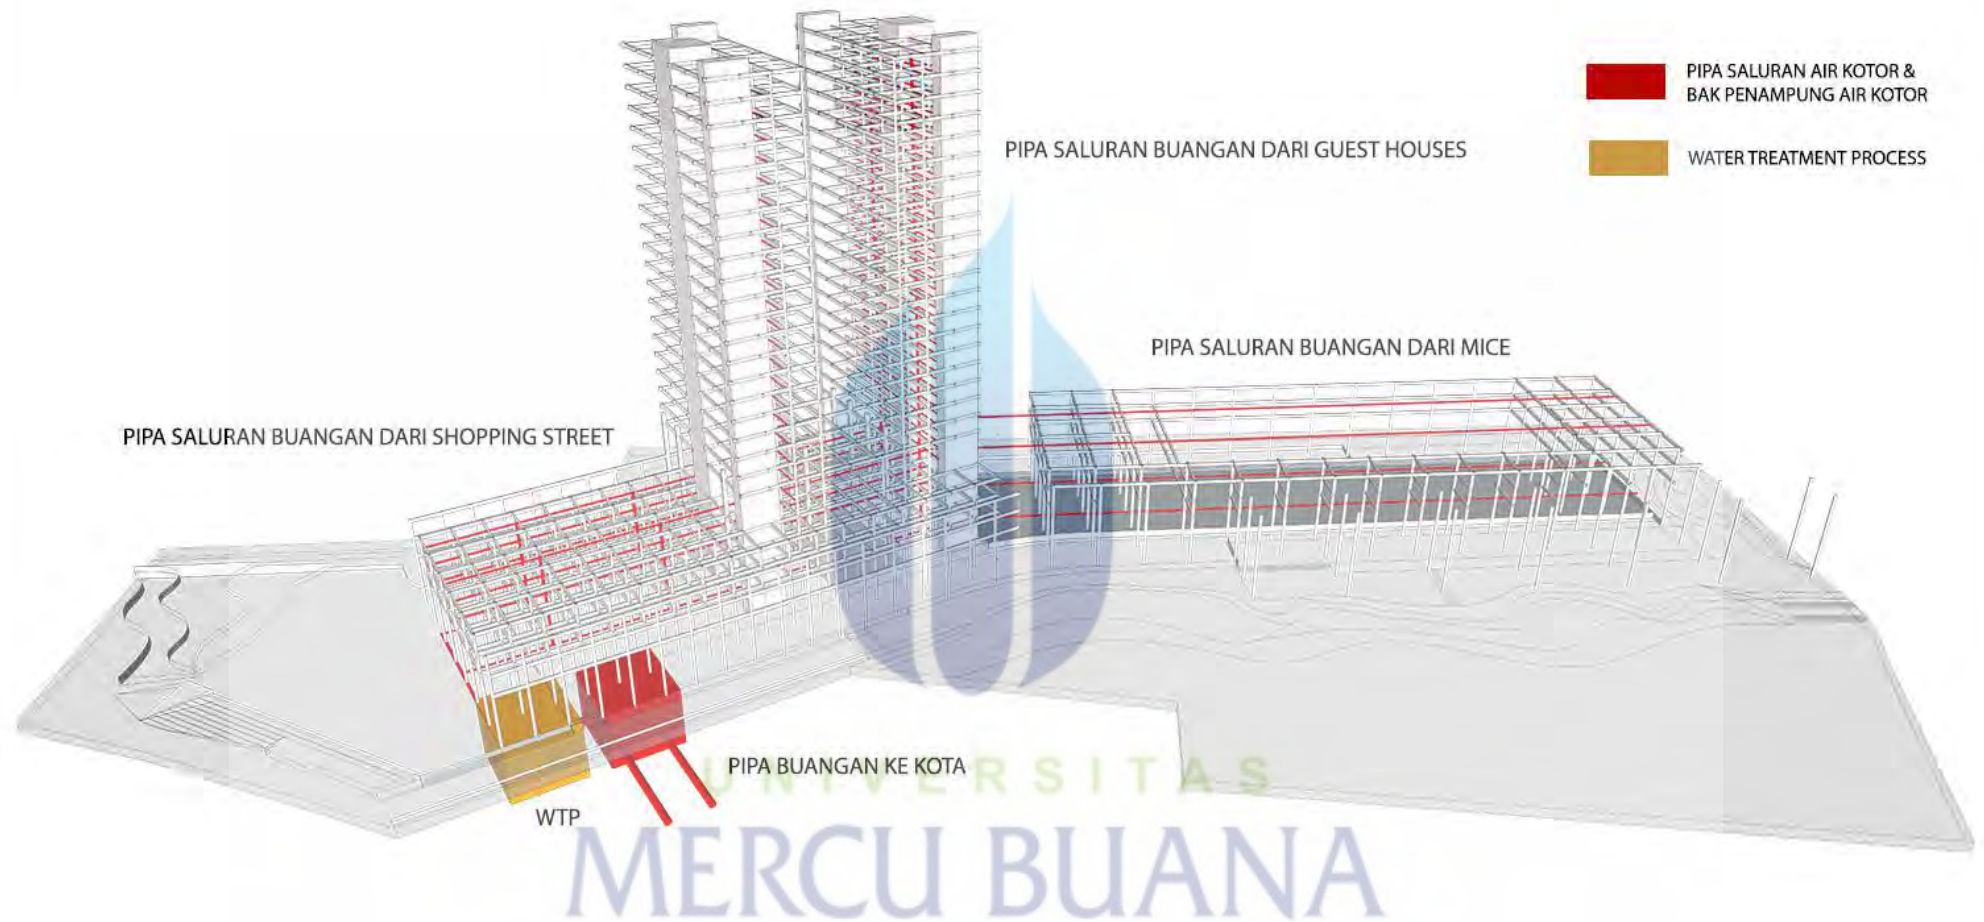 PIPA SALURAN AIR KOTOR &
BAK PENAMPUNG AIR KOTOR
PIPA SALURAN BUANGAN DARI GUEST HOUSES
WATER TREATMENT PROCESS
PIPA SALURAN BUANGAN DARI MICE
PIPA SALURAN BUANGAN DARI SHOPPING STREET
PIPA BUANGAN KE KOTA
UNIVERSITAS
WTP
MERCU BUANA